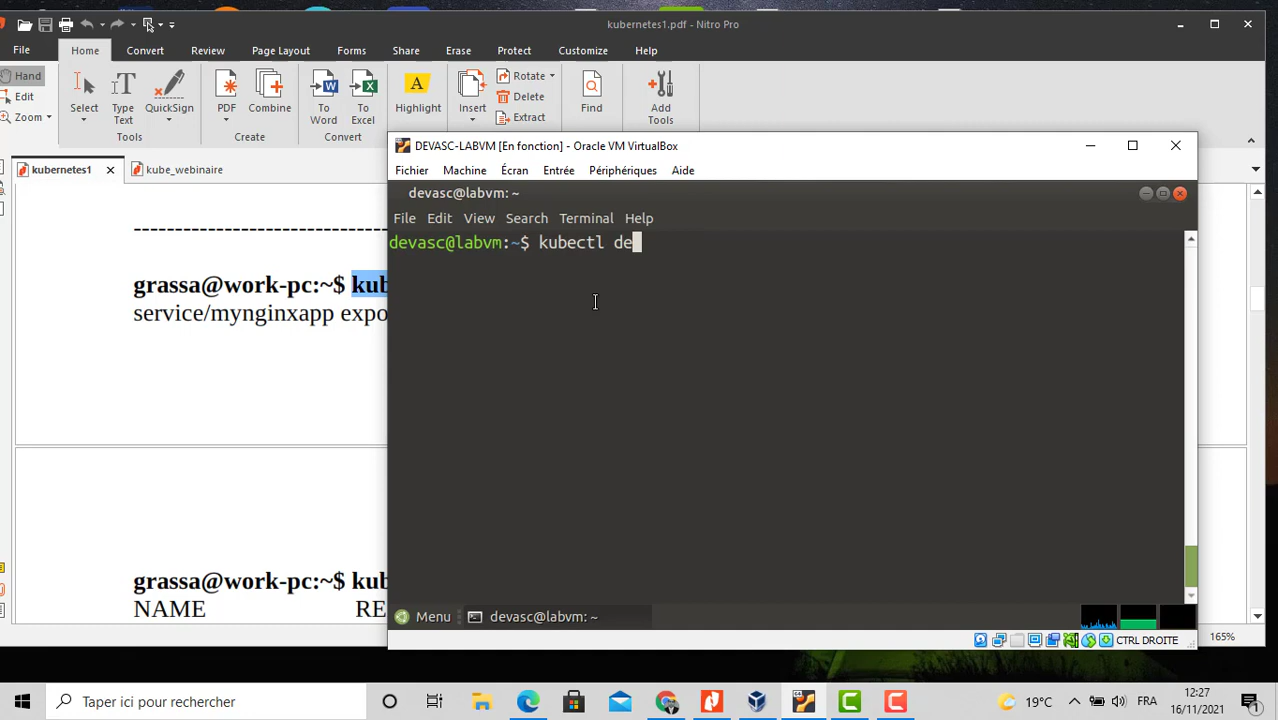 kubernetes1.pdf - Nitro Pro
File Home Convert Review Page Layout Forms Share Erase Protect Customize Help
Hand
Edit
Zoom
Select
Type Text
QuickSign
Tools
PDF
Combine
Create
To Word
To Excel
Convert
Highlight
Insert
Rotate
Delete
Extract
Find
Add Tools
kubernetes1
kube_webinaire
--------------------------------
grassa@work-pc:~$ kub
service/mynginxapp expo
grassa@work-pc:~$ kub
NAME RE
DEVASC-LABVM [En fonction] - Oracle VM VirtualBox
Fichier Machine Écran Entrée Périphériques Aide
devasc@labvm: ~
File Edit View Search Terminal Help
devasc@labvm:~$ kubectl de
Menu devasc@labvm: ~
CTRL DROITE
165%
Taper ici pour rechercher
19°C
FRA
12:27
16/11/2021
1